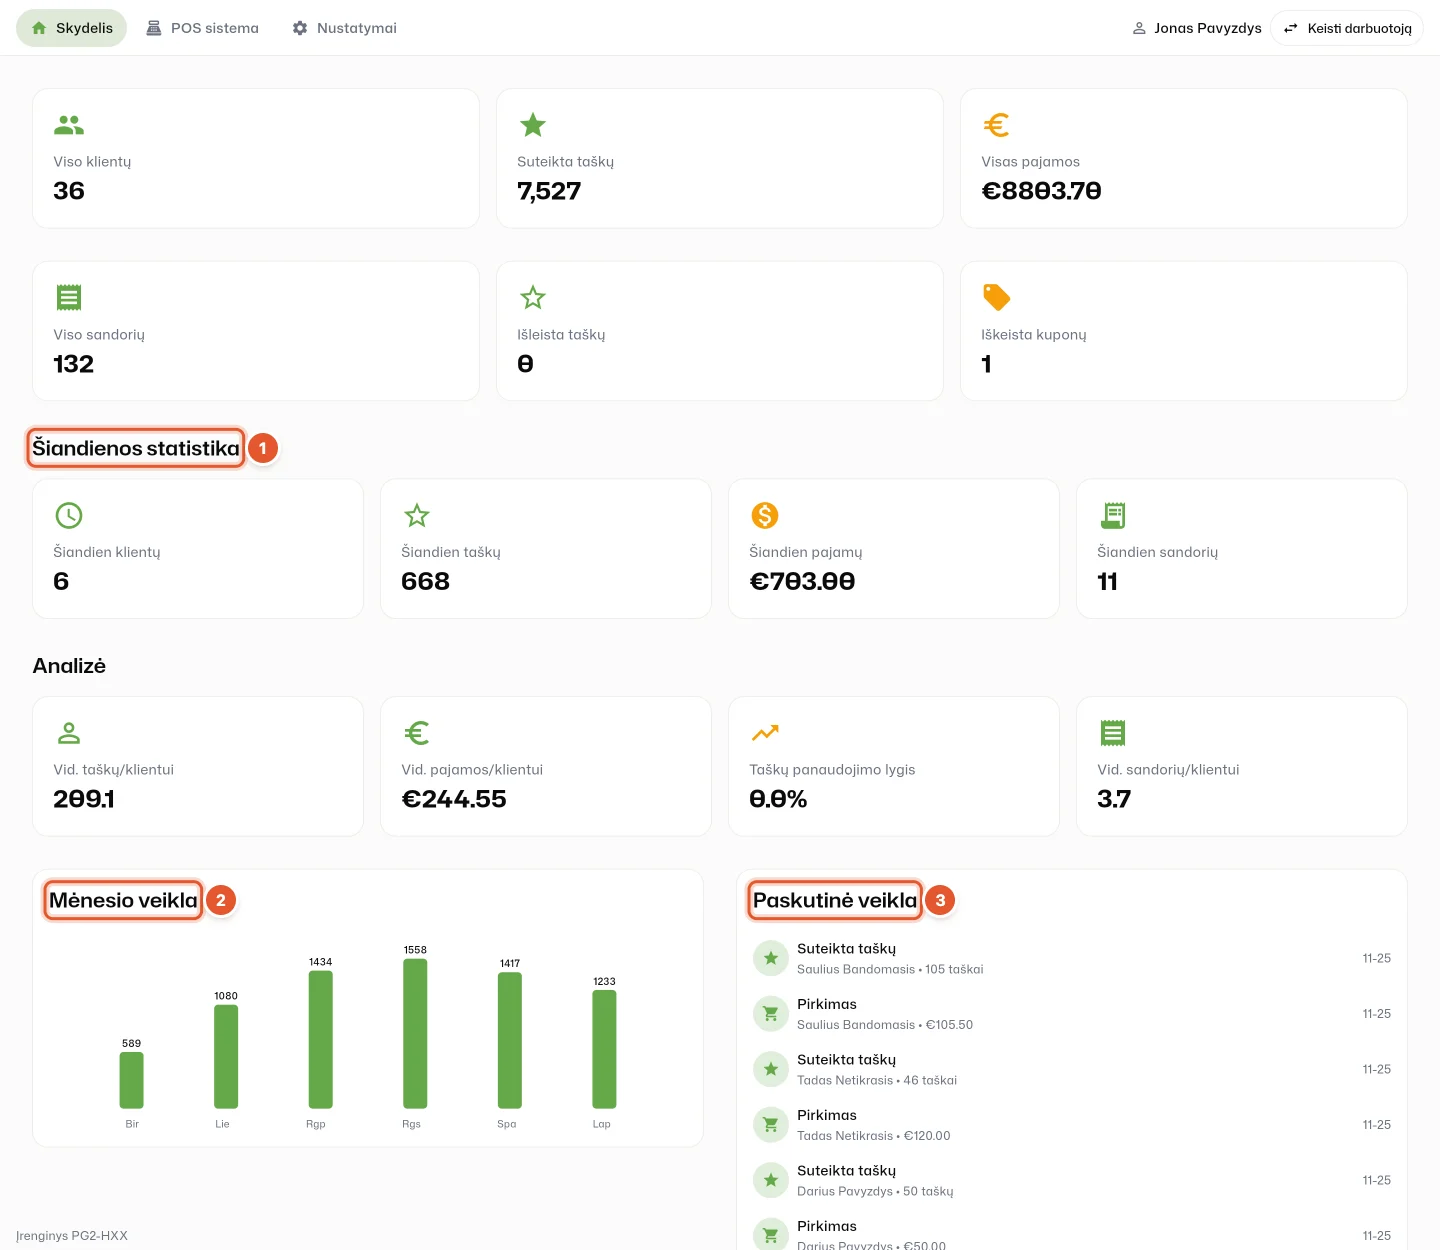 Skydelis
POS sistema
Nustatymai
Jonas Pavyzdys
Keisti darbuotoją
Viso klientų
36
Suteikta taškų
7,527
Visas pajamos
€8803.70
Viso sandorių
132
Išleista taškų
0
Iškeista kuponų
1
Šiandienos statistika
1
Šiandien klientų
6
Šiandien taškų
668
Šiandien pajamų
€703.00
Šiandien sandorių
11
Analizė
Vid. taškų/klientui
209.1
Vid. pajamos/klientui
€244.55
Taškų panaudojimo lygis
0.0%
Vid. sandorių/klientui
3.7
Mėnesio veikla
2
589
1080
1434
1558
1417
1233
Bir
Lie
Rgp
Rgs
Spa
Lap
Paskutinė veikla
3
Suteikta taškų
Saulius Bandomasis • 105 taškai
11-25
Pirkimas
Saulius Bandomasis • €105.50
11-25
Suteikta taškų
Tadas Netikrasis • 46 taškai
11-25
Pirkimas
Tadas Netikrasis • €120.00
11-25
Suteikta taškų
Darius Pavyzdys • 50 taškų
11-25
Pirkimas
Darius Pavyzdys • €50.00
11-25
Įrenginys PG2-HXX